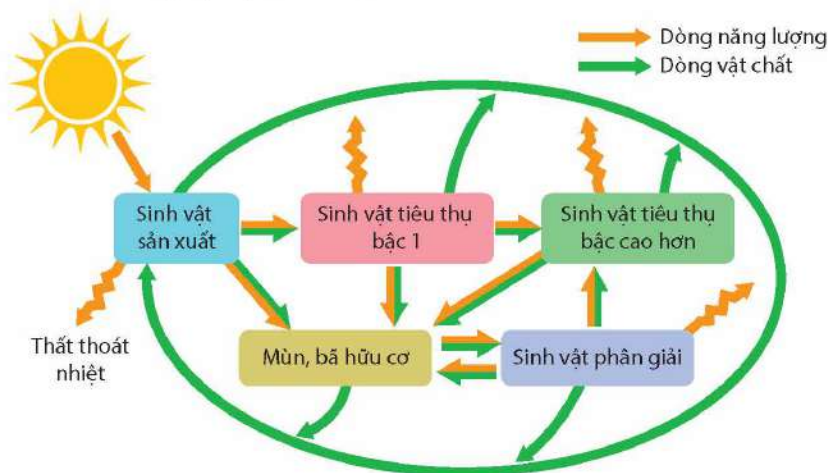 Dòng năng lượng
Dòng vật chất
Sinh vật
sản xuất
Sinh vật tiêu thụ
bậc 1
Sinh vật tiêu thụ
bậc cao hơn
Thất thoát
nhiệt
Mùn, bã hữu cơ
Sinh vật phân giải